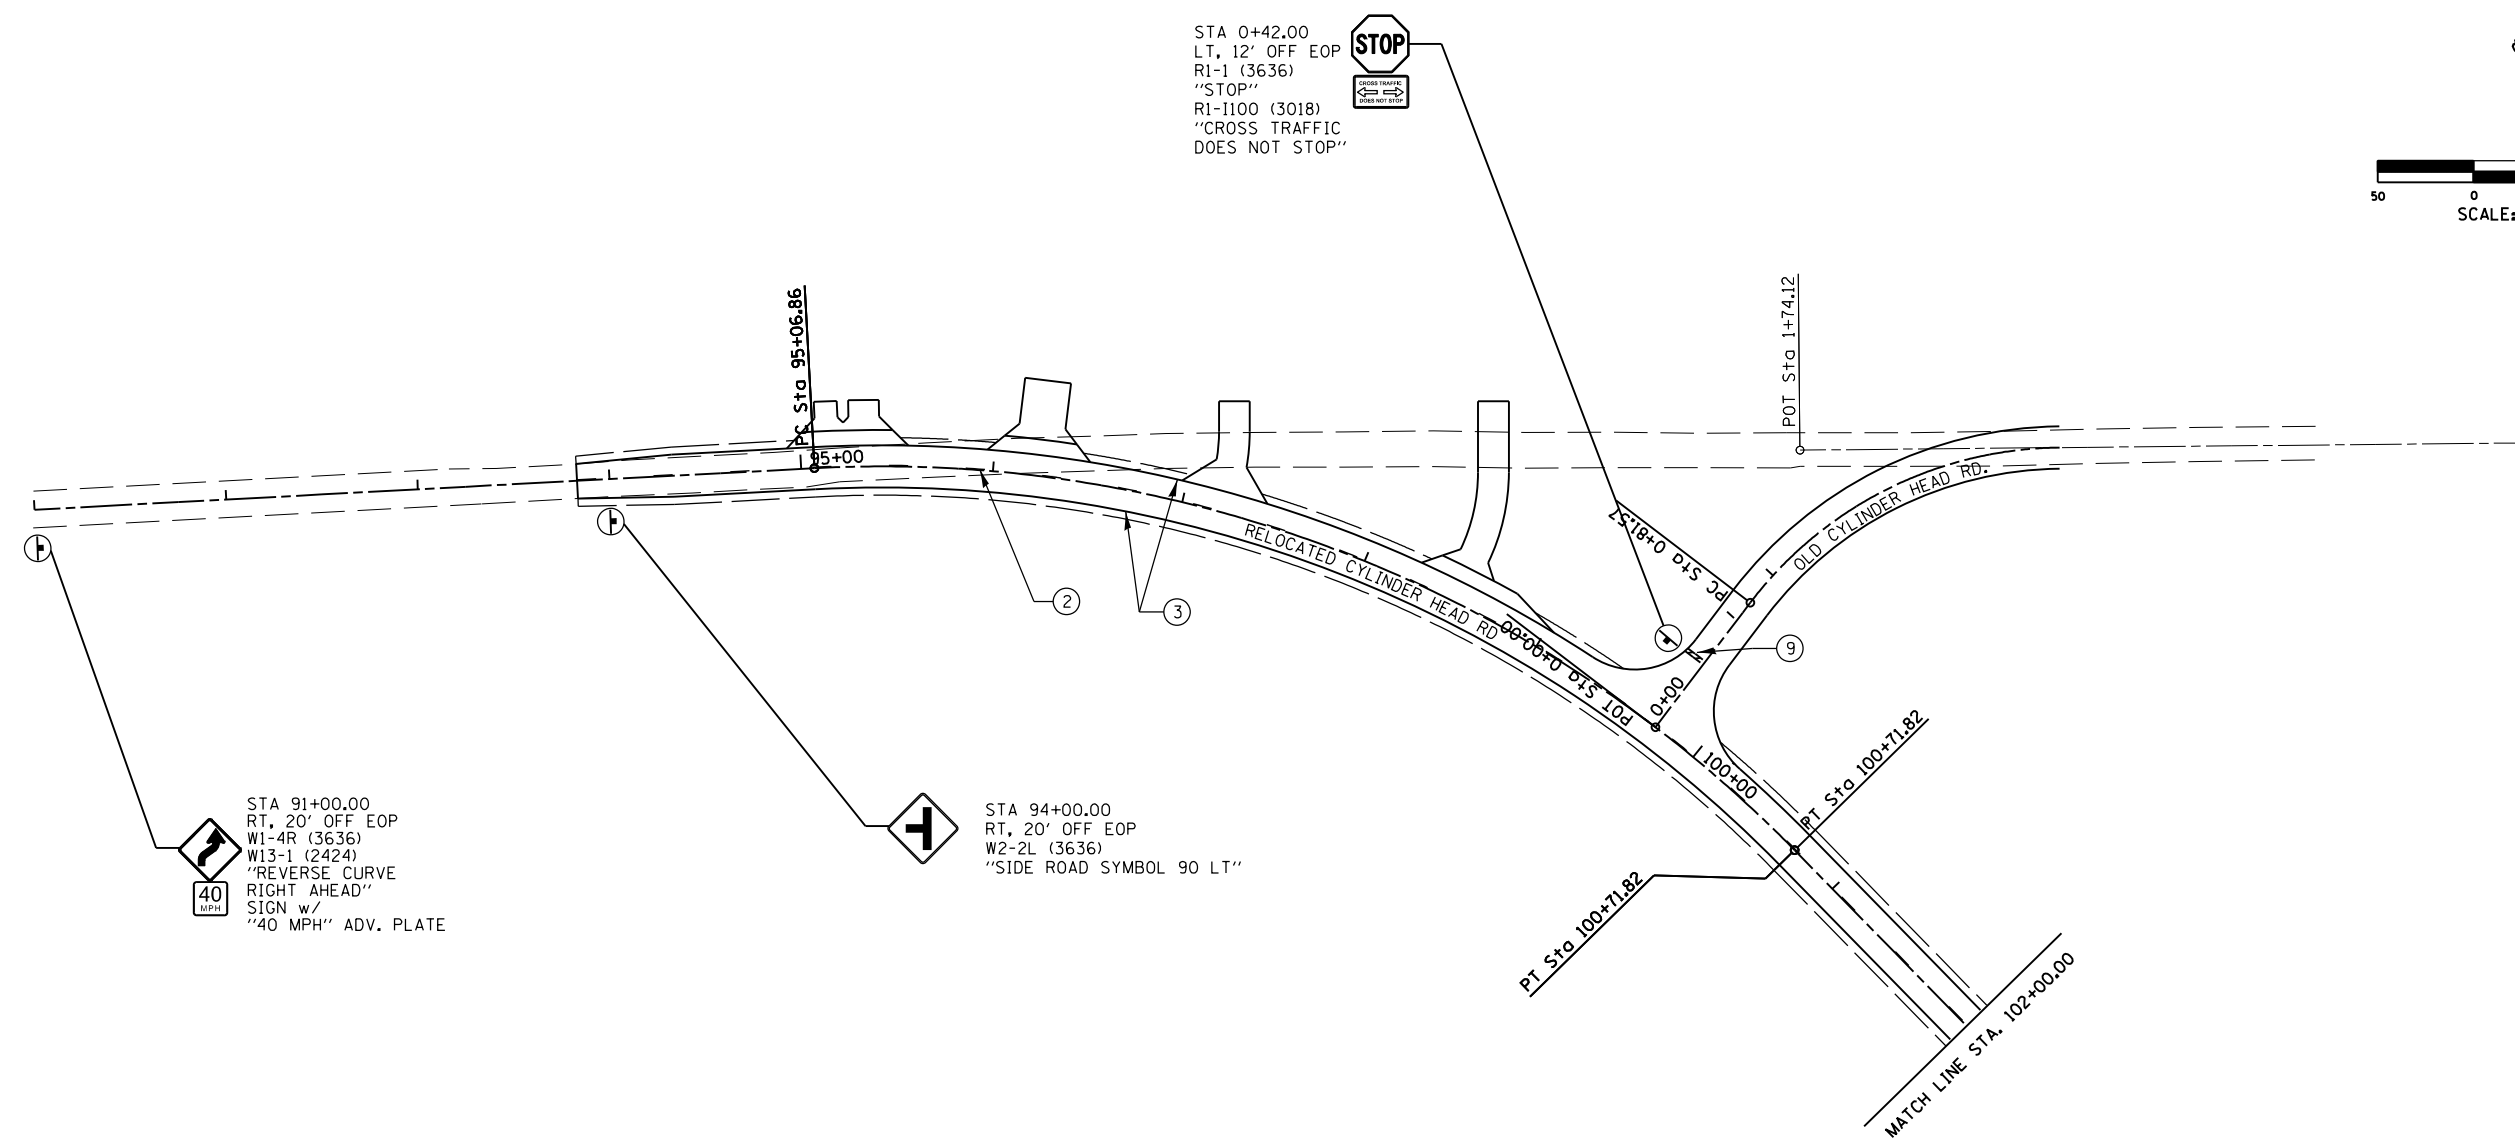 STA 0+42.00
LT, 12' OFF EOP
R1-1 (3636)
"STOP"
R1-I100 (3018)
"CROSS TRAFFIC
DOES NOT STOP"
STOP
CROSS TRAFFIC
DOES NOT STOP
50 0
SCALE:
PC Sta 95+06.86
95+00
POT Sta 1+74.12
PC Sta 0+81.57
OLD CYLINDER HEAD RD.
RELOCATED CYLINDER HEAD RD
2
3
9
POT Sta 0+00.00
0+00
100+00
PT Sta 100+71.82
PT Sta 100+71.82
MATCH LINE STA. 102+00.00
STA 91+00.00
RT, 20' OFF EOP
W1-4R (3636)
W13-1 (2424)
"REVERSE CURVE
RIGHT AHEAD"
SIGN w/
"40 MPH" ADV. PLATE
40
MPH
STA 94+00.00
RT, 20' OFF EOP
W2-2L (3636)
"SIDE ROAD SYMBOL 90 LT"